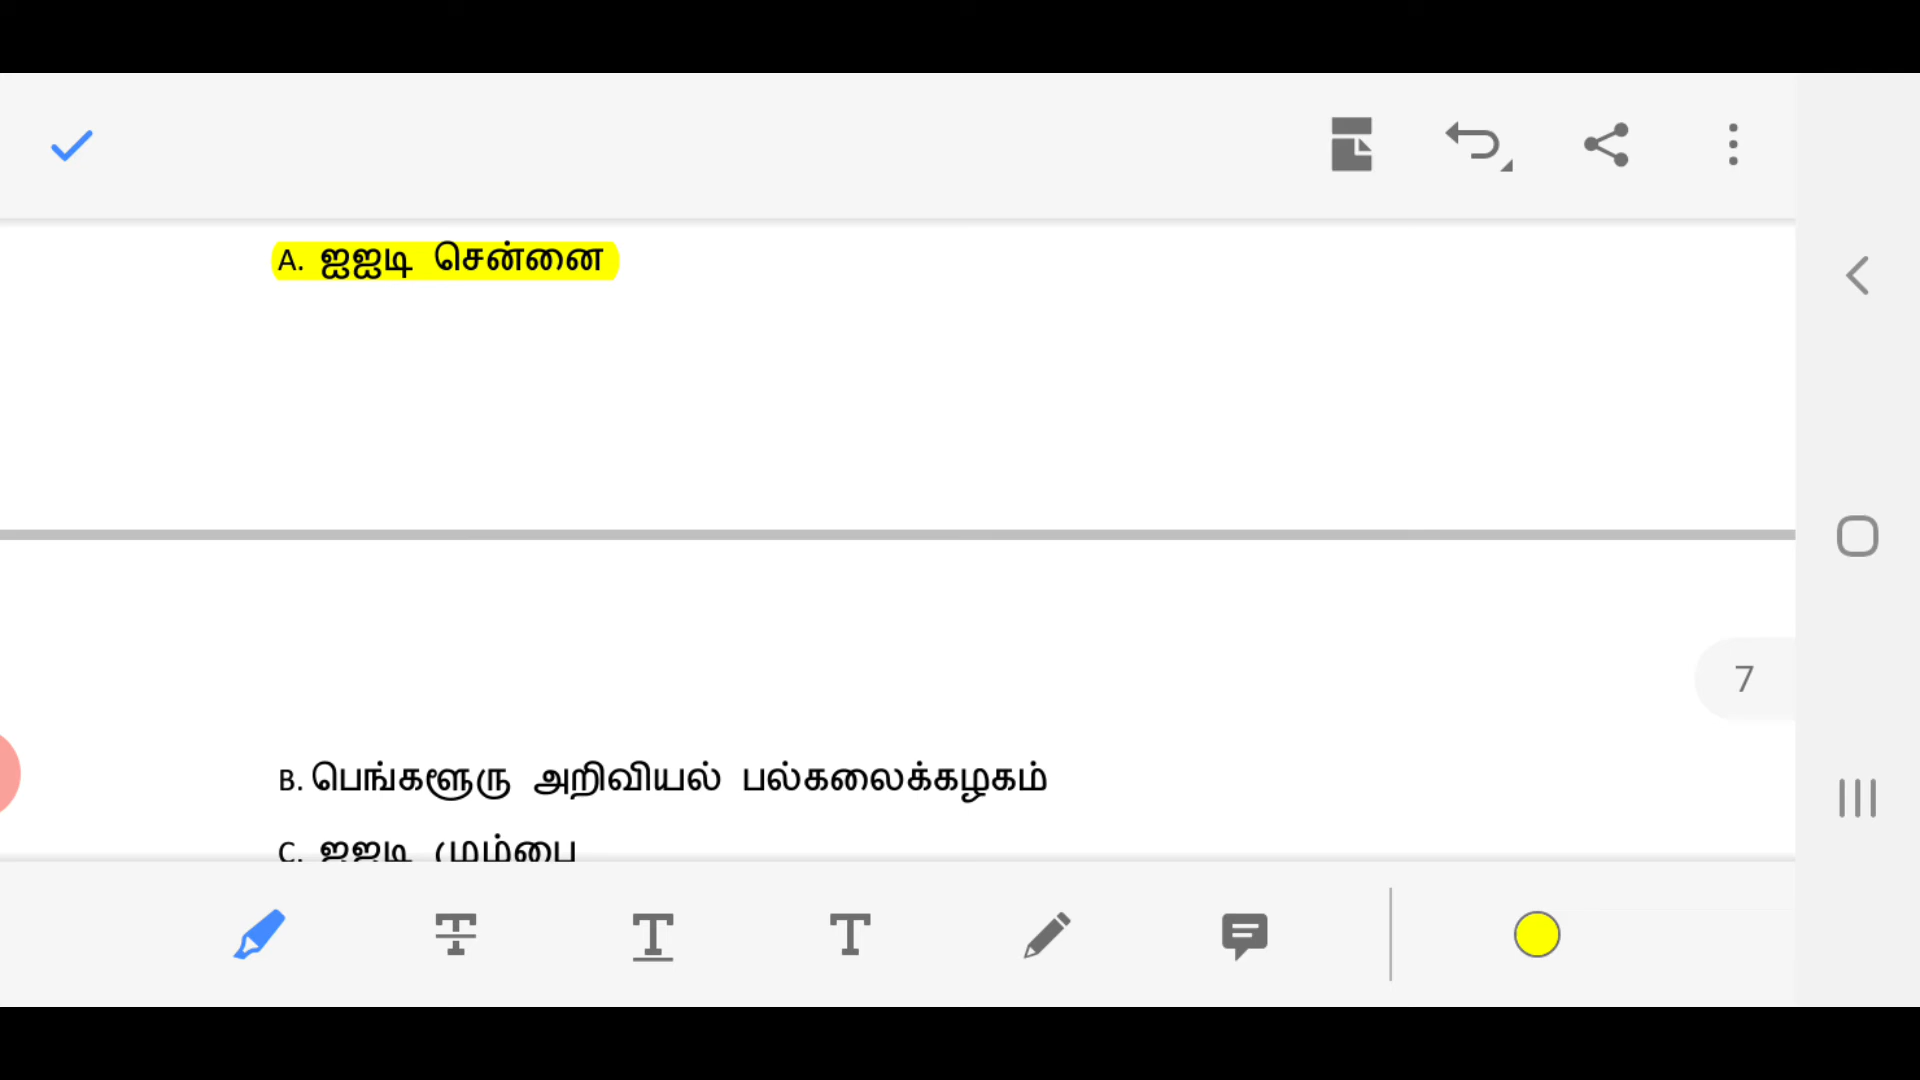 A. ஐஐடி சென்னை
7
B. பெங்களூரு அறிவியல் பல்கலைக்கழகம்
C. ஐஐடி மும்பை